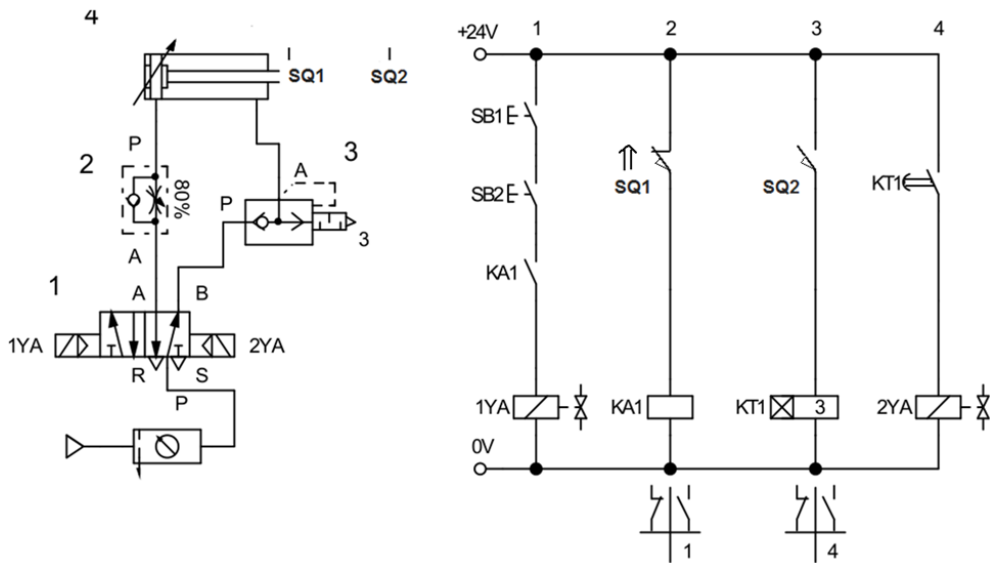 4
I I
SQ1 SQ2
P
2
3
A
80%
P
3
A
1
A B
1YA 2YA
R S
P
1 2 3 4
+24V
SB1
SQ1
SQ2
KT1
SB2
KA1
1YA
KA1
KT1
3
2YA
0V
1
4